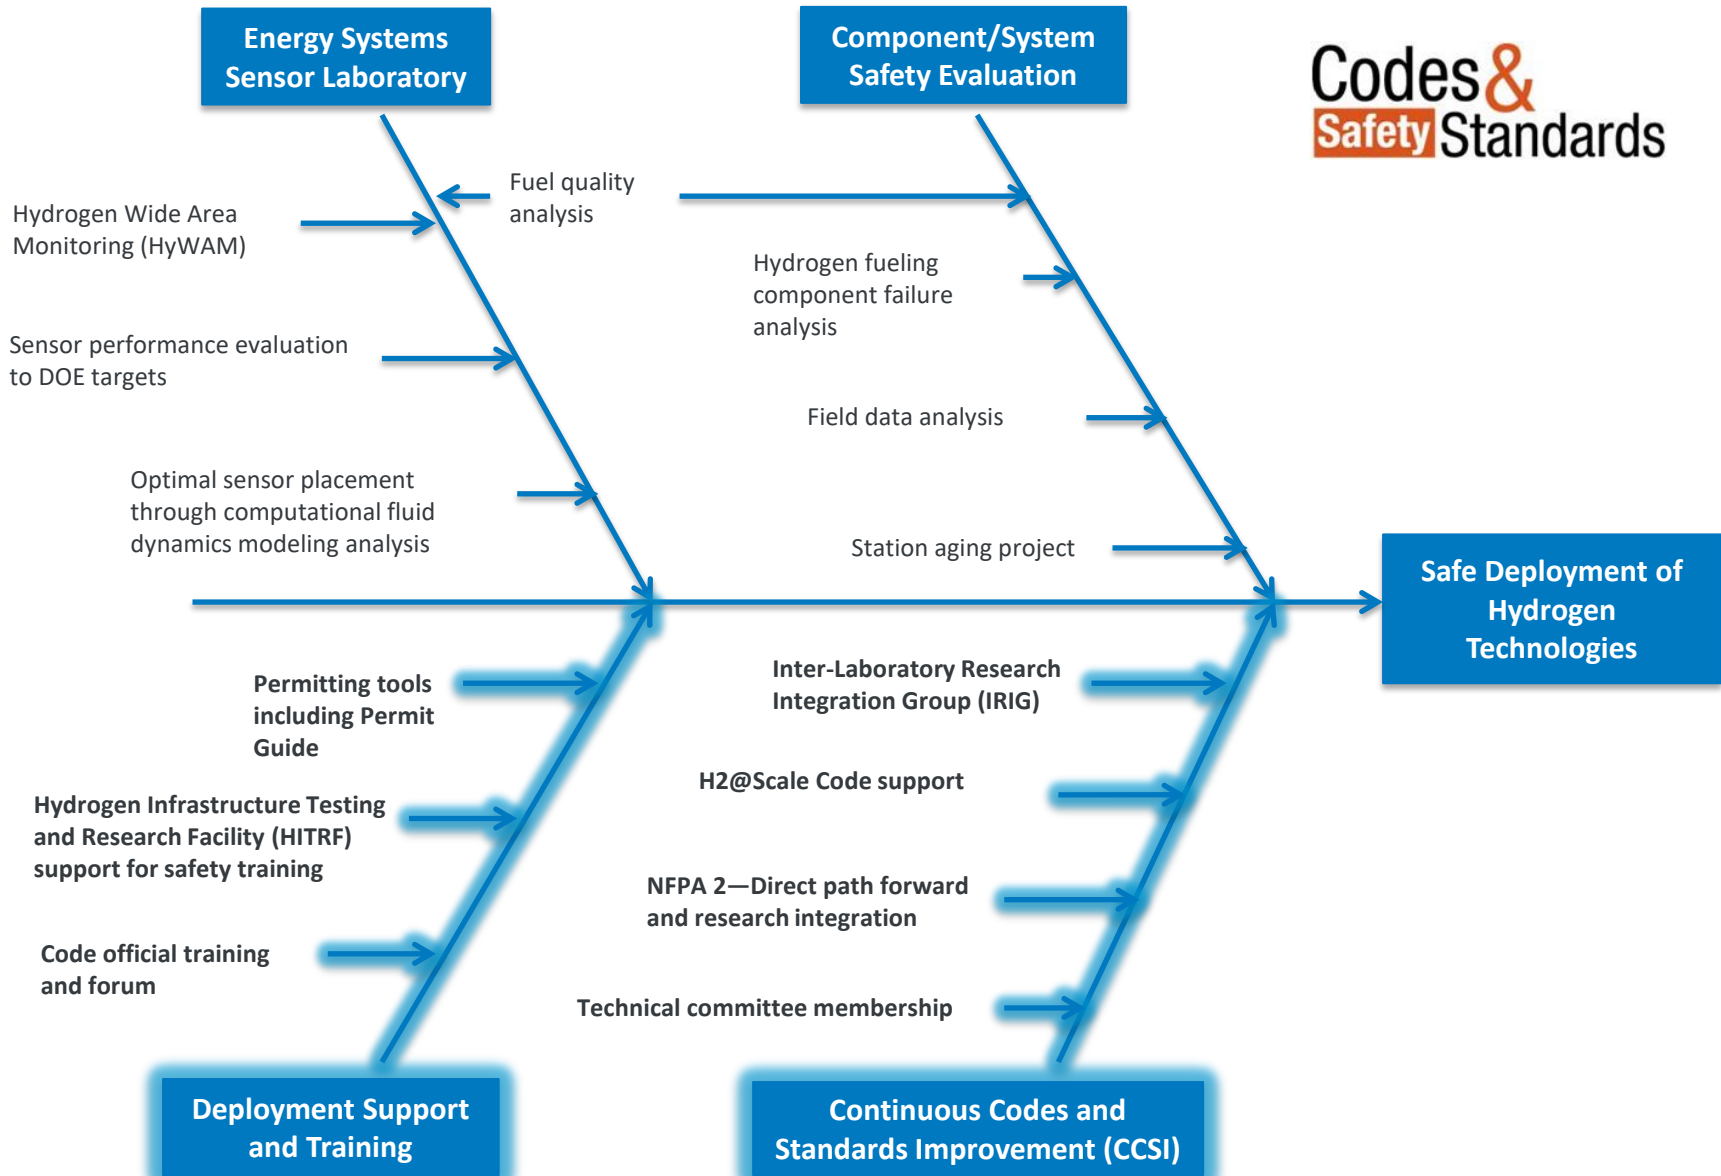 Energy Systems
Sensor Laboratory
Component/System
Safety Evaluation
Codes &
Safety Standards
Fuel quality
analysis
Hydrogen Wide Area
Monitoring (HyWAM)
Hydrogen fueling
component failure
analysis
Sensor performance evaluation
to DOE targets
Field data analysis
Optimal sensor placement
through computational fluid
dynamics modeling analysis
Station aging project
Safe Deployment of
Hydrogen
Technologies
Permitting tools
including Permit
Guide
Inter-Laboratory Research
Integration Group (IRIG)
H2@Scale Code support
Hydrogen Infrastructure Testing
and Research Facility (HITRF)
support for safety training
NFPA 2—Direct path forward
and research integration
Code official training
and forum
Technical committee membership
Deployment Support
and Training
Continuous Codes and
Standards Improvement (CCSI)